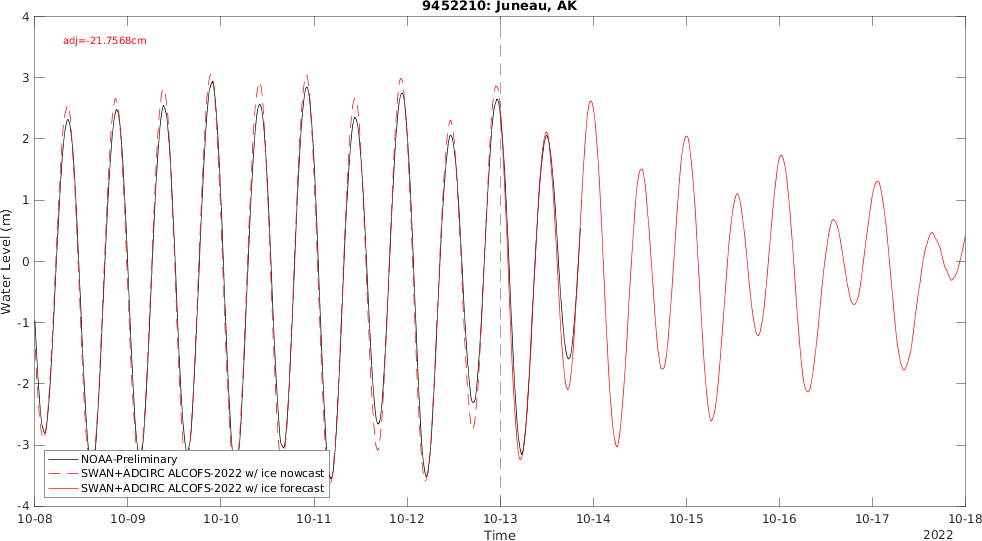 9452210: Juneau, AK
adj=-21.7568cm
4
3
2
1
0
-1
-2
-3
-4
Water Level (m)
NOAA-Preliminary
SWAN+ADCIRC ALCOFS-2022 w/ ice nowcast
SWAN+ADCIRC ALCOFS-2022 w/ ice forecast
10-08 10-09 10-10 10-11 10-12 10-13 10-14 10-15 10-16 10-17 10-18
Time
2022